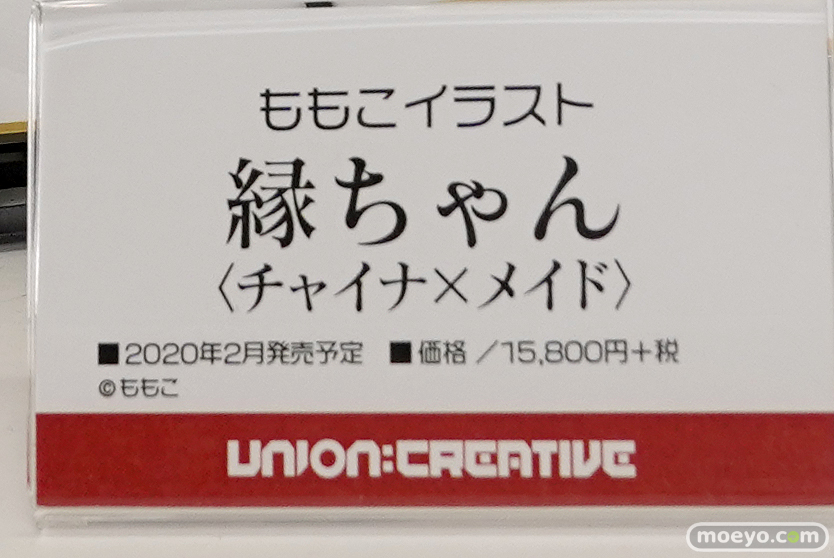 ももこイラスト
縁ちゃん
〈チャイナ×メイド〉
■2020年2月発売予定 ■価格／15,800円＋税
©ももこ
UNION:CREATIVE
moeyo.com